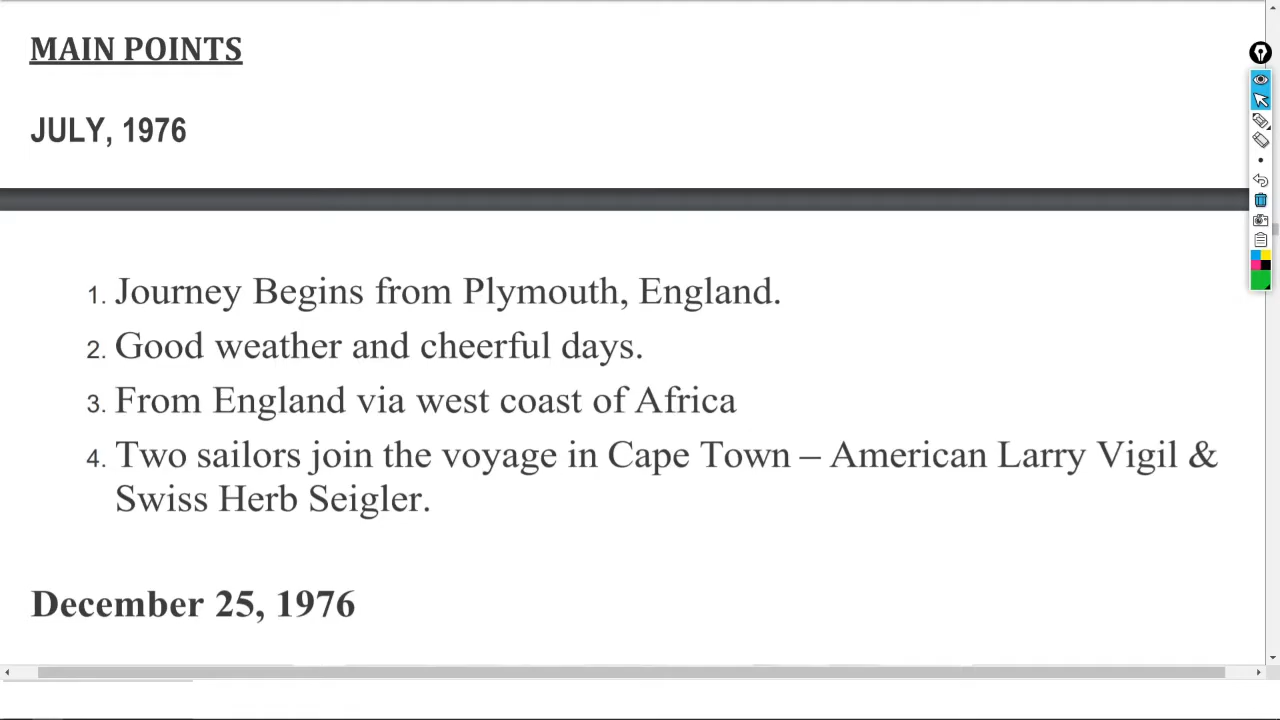 MAIN POINTS
JULY, 1976
1. Journey Begins from Plymouth, England.
2. Good weather and cheerful days.
3. From England via west coast of Africa
4. Two sailors join the voyage in Cape Town – American Larry Vigil &
Swiss Herb Seigler.
December 25, 1976